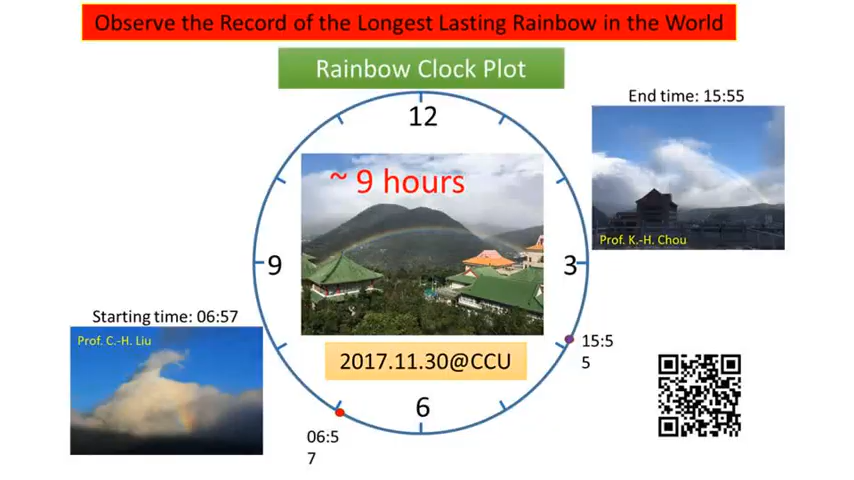 Observe the Record of the Longest Lasting Rainbow in the World
Rainbow Clock Plot
End time: 15:55
12
~ 9 hours
Prof. K.-H. Chou
9
3
Starting time: 06:57
Prof. C.-H. Liu
15:5
5
2017.11.30@CCU
6
06:5
7